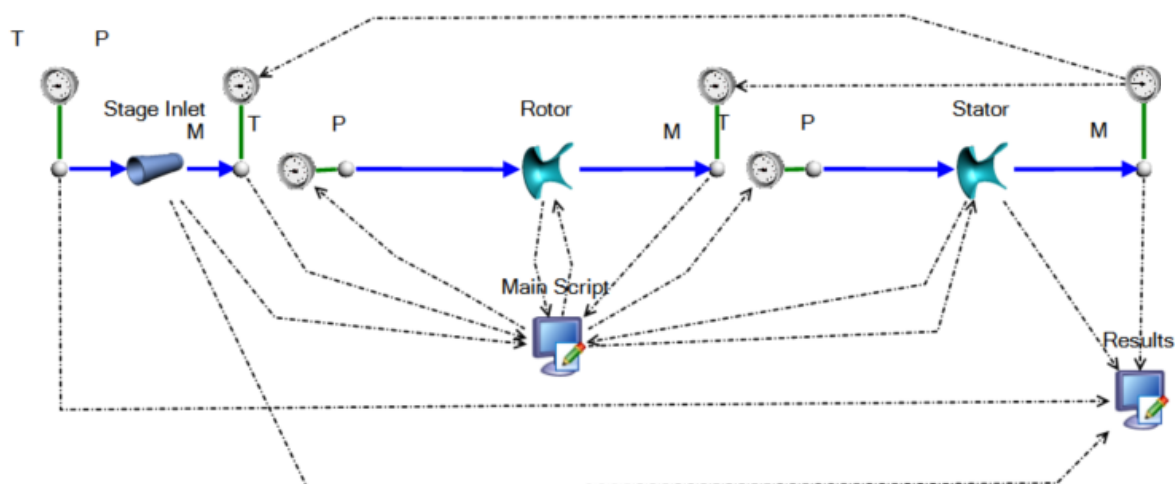 T P
Stage Inlet
M T P
Rotor
M T P
Stator
M
Main Script
Results